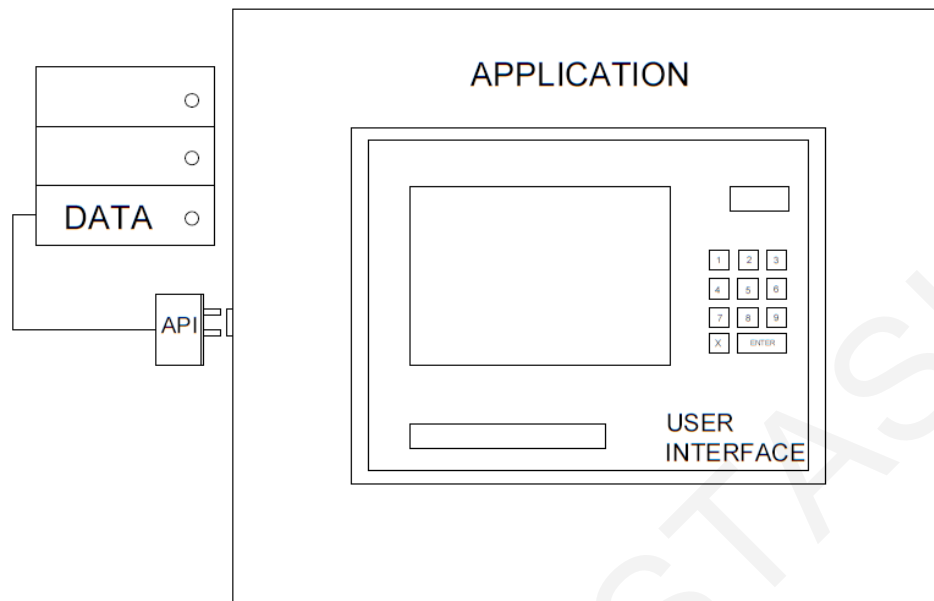 APPLICATION
DATA
API
1 2 3
4 5 6
7 8 9
X ENTER
USER
INTERFACE